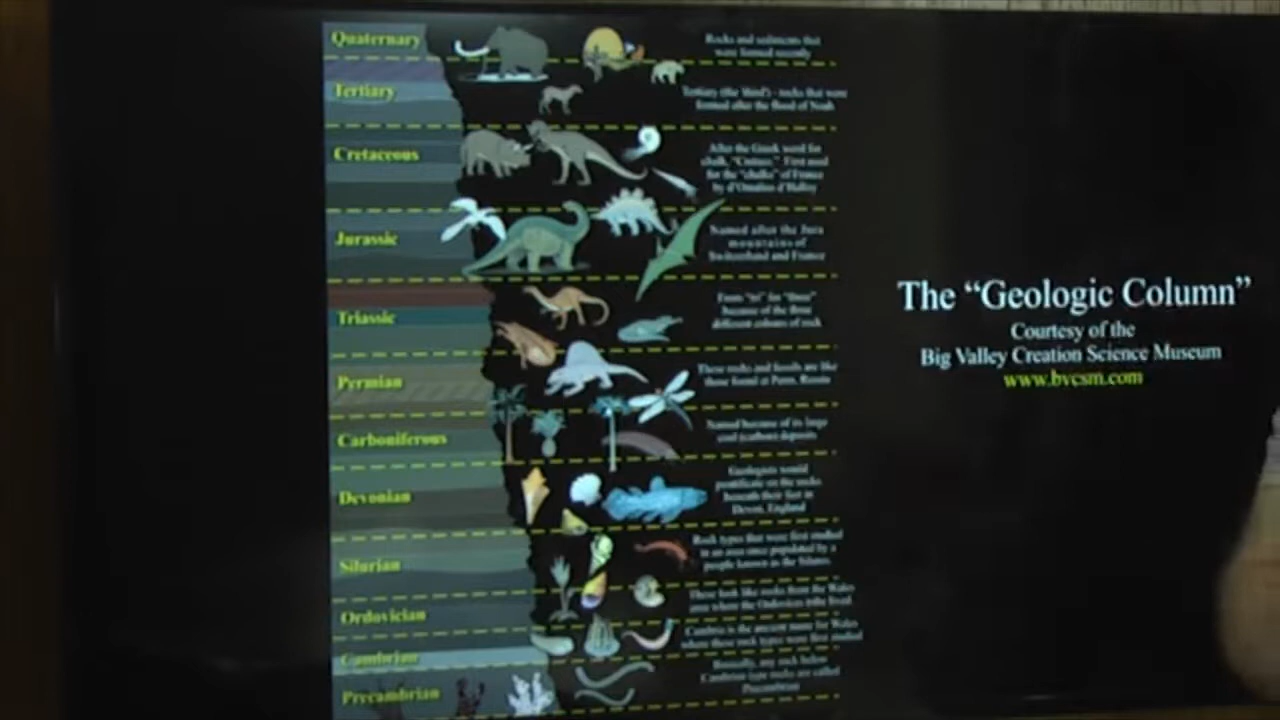 Quaternary
Rocks and sediments that
were formed recently
Tertiary
Tertiary (the third) - rocks that were
formed after the flood of Noah
Cretaceous
After the Greek word for
chalk, "Cretace." First used
for the "chalks" of France
by d'Omalius d'Halloy
Jurassic
Named after the Jura
mountains of
Switzerland and France
Triassic
From "tri" for "three"
because of the three
different colours of rock
Permian
These rocks and fossils are like
those found at Perm, Russia
Carboniferous
Named because of its large
coal (carbon) deposits
Devonian
Geologists would
pontificate on the rocks
beneath their feet in
Devon, England
Silurian
Rock types that were first studied
in an area once populated by a
people known as the Silures.
Ordovician
These look like rocks from the Wales
area where the Ordovices tribe lived
Cambrian
Cambria is the ancient name for Wales
where these rock types were first studied
Precambrian
Basically, any rock below
Cambrian type rocks are called
Precambrian
The "Geologic Column"
Courtesy of the
Big Valley Creation Science Museum
www.bvcsm.com